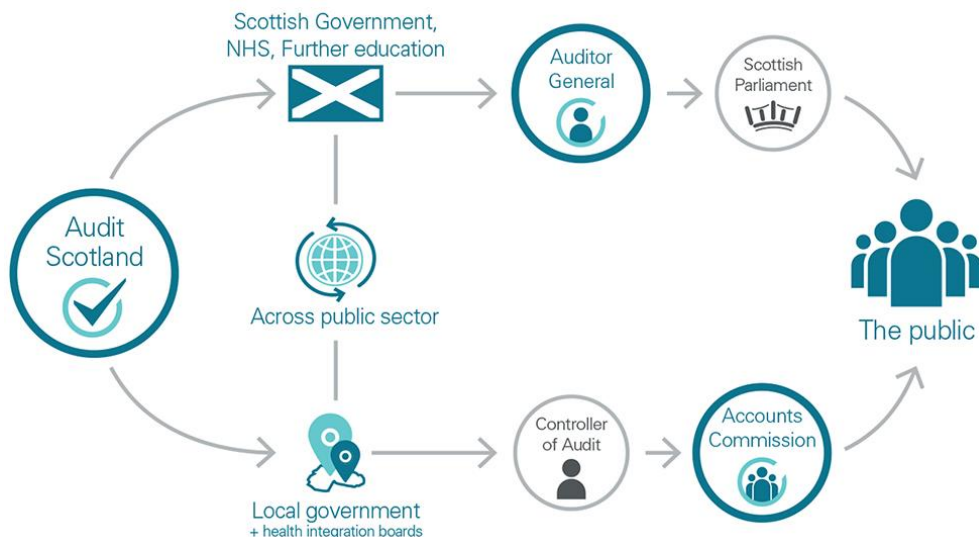 Scottish Government,
NHS, Further education
Auditor
General
Scottish
Parliament
Audit
Scotland
Across public sector
The public
Local government
+ health integration boards
Controller
of Audit
Accounts
Commission